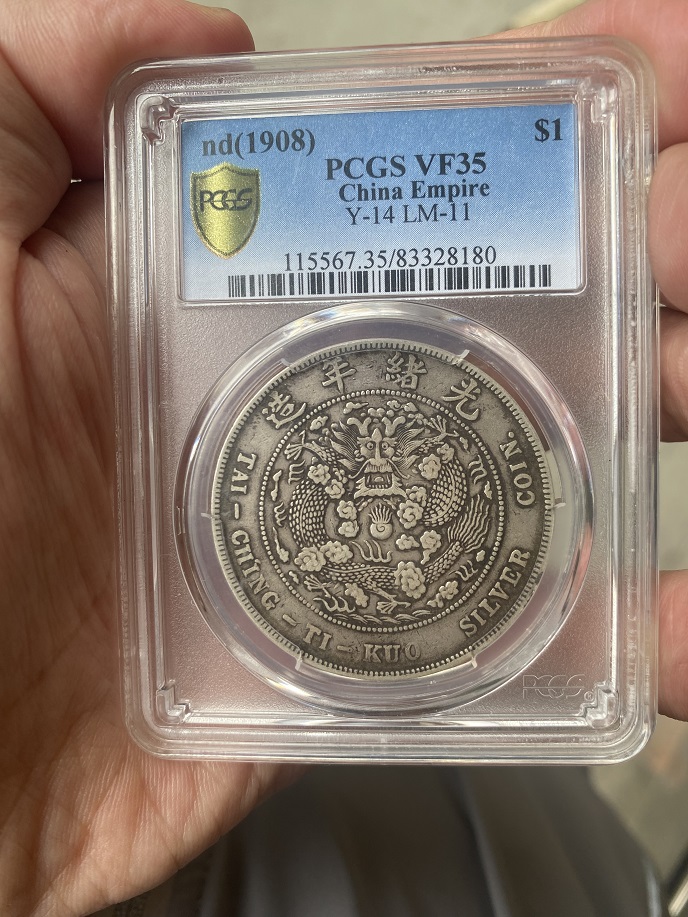 nd(1908)
$1
PCGS VF35
PCGS
China Empire
Y-14 LM-11
115567.35/83328180
造年緒光
TAI-CHING-TI-KUO SILVER COIN.
PCGS